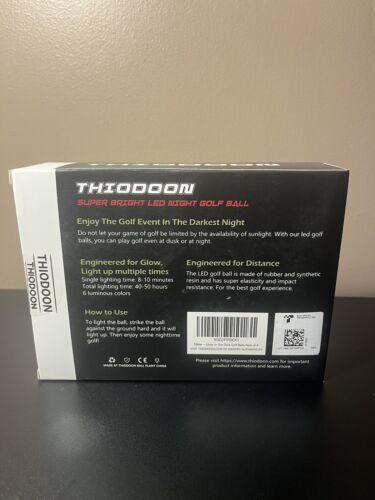 THIODOON
SUPER BRIGHT LED NIGHT GOLF BALL
Enjoy The Golf Event In The Darkest Night
Do not let your game of golf be limited by the availability of sunlight. With our led golf
balls, you can play golf even at dusk or at night.
Engineered for Glow,
Light up multiple times
Single lighting time: 8-10 minutes
Total lighting time: 40-50 hours
6 luminous colors
Engineered for Distance
The LED golf ball is made of rubber and synthetic
resin and has super elasticity and impact
resistance. For the best golf experience.
How to Use
To light the ball, strike the ball
against the ground hard and it will
light up. Then enjoy some nighttime
golf!
MADE AT THIODOON BALL PLANT CHINA
Please visit https://www.thiodoon.com for important
product information and learn more.
THIODOON
THIODOON